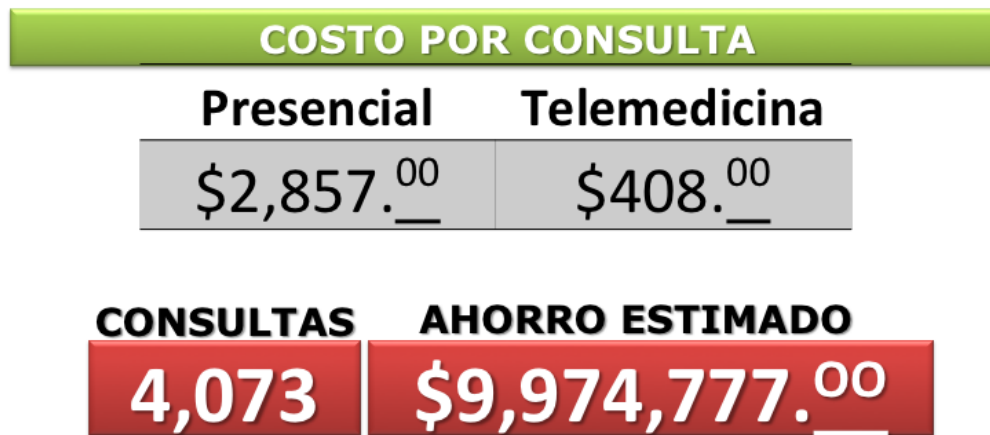 COSTO POR CONSULTA
Presencial Telemedicina
$2,857.00 $408.00
CONSULTAS AHORRO ESTIMADO
4,073 $9,974,777.00